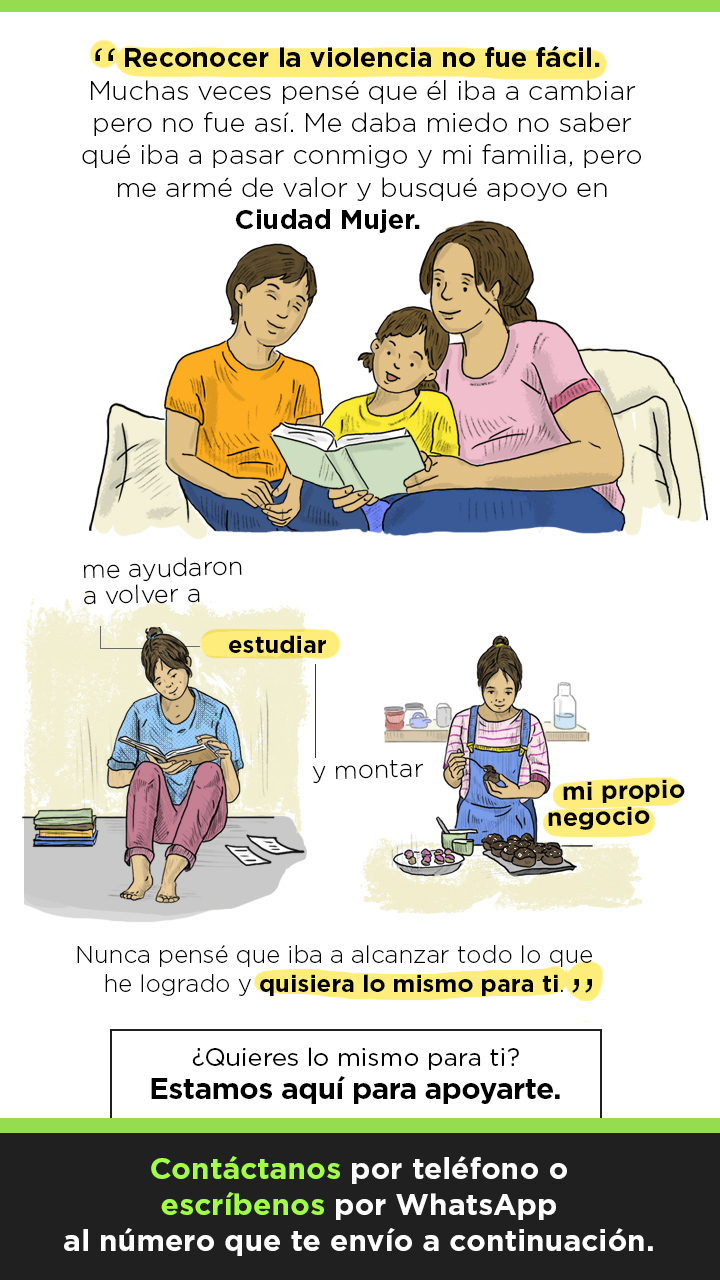 “Reconocer la violencia no fue fácil.
Muchas veces pensé que él iba a cambiar
pero no fue así. Me daba miedo no saber
qué iba a pasar conmigo y mi familia, pero
me armé de valor y busqué apoyo en
Ciudad Mujer.
me ayudaron
a volver a
estudiar
y montar
mi propio
negocio
Nunca pensé que iba a alcanzar todo lo que
he logrado y quisiera lo mismo para ti.”
¿Quieres lo mismo para ti?
Estamos aquí para apoyarte.
Contáctanos por teléfono o
escríbenos por WhatsApp
al número que te envío a continuación.